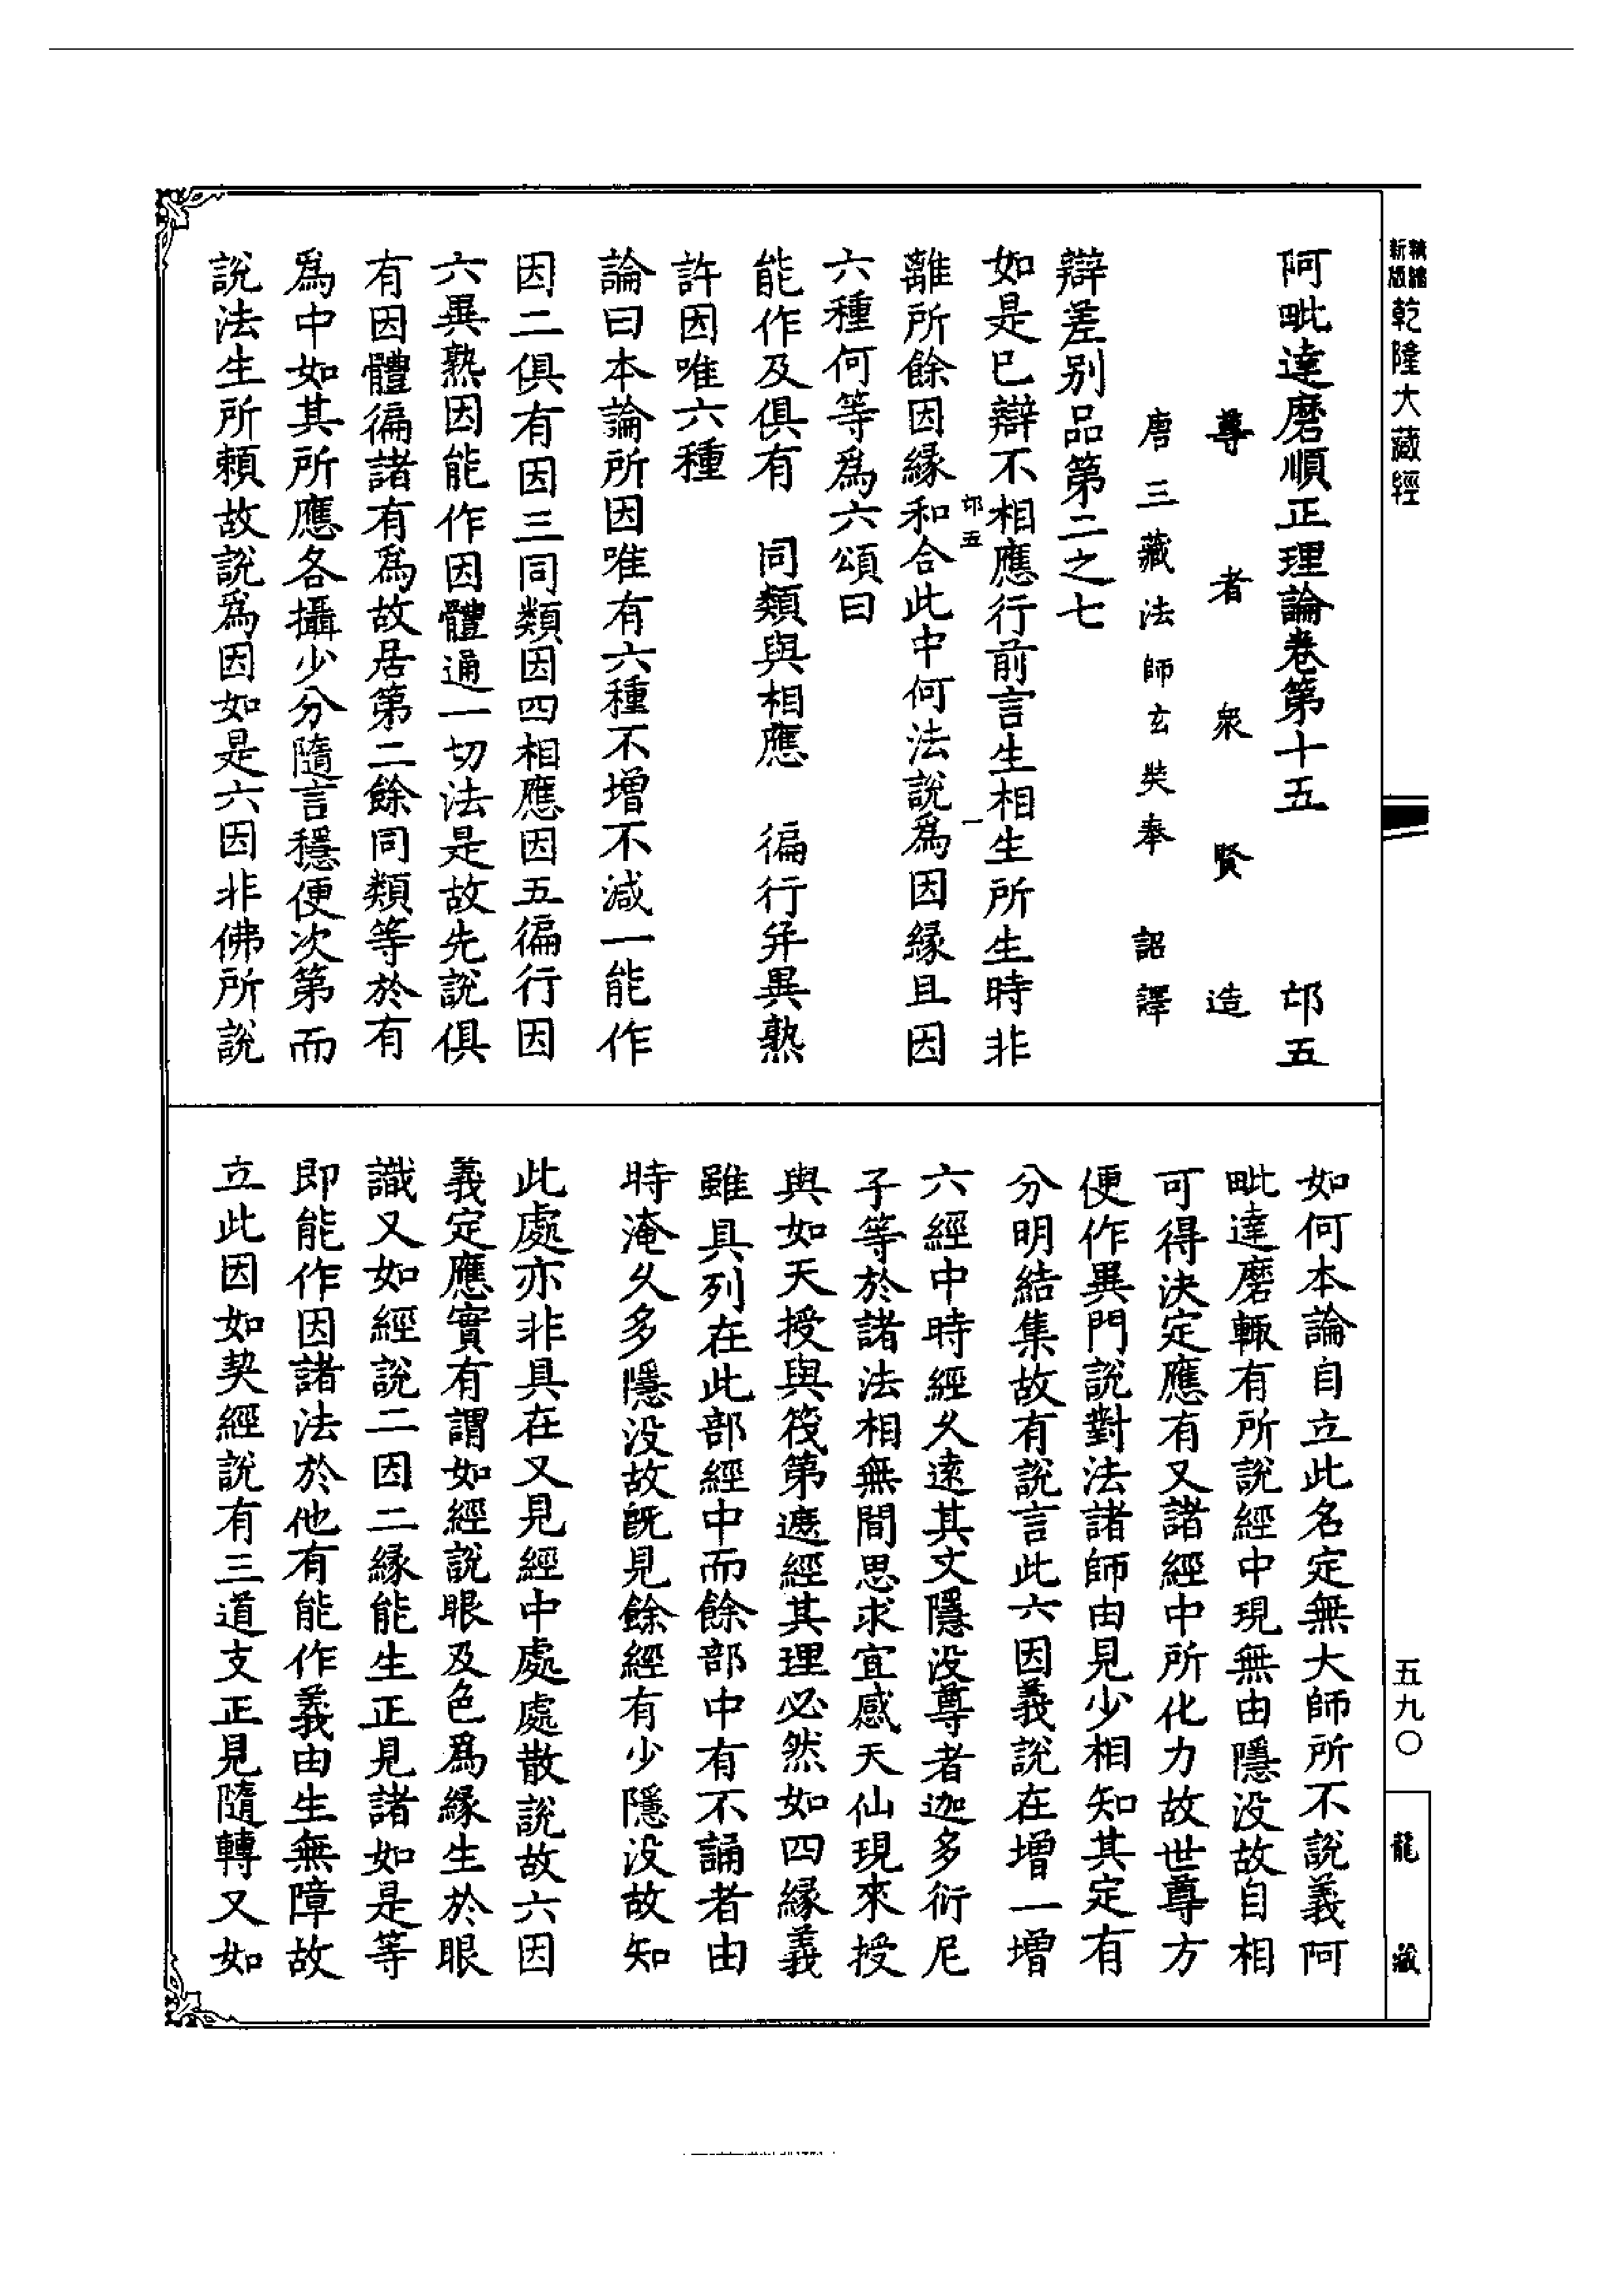 新版精縮乾隆大藏經
阿毗達磨順正理論卷第十五 邙五
尊者衆賢造
唐三藏法師玄奘奉詔譯
辯差别品第二之七
如是已辯不相應行前言生相生所生時非
邙五 一
離所餘因縁和合此中何法說爲因縁且因
六種何等爲六頌曰
能作及俱有 同類與相應 徧行并異熟
許因唯六種
論曰本論所因唯有六種不增不減一能作
因二俱有因三同類因四相應因五徧行因
六異熟因能作因體通一切法是故先說俱
有因體徧諸有爲故居第二餘同類等於有
爲中如其所應各攝少分隨言穩便次第而
說法生所賴故說爲因如是六因非佛所說
如何本論自立此名定無大師所不說義阿
毗達磨輙有所說經中現無由隱没故自相
可得決定應有又諸經中所化力故世尊方
便作異門說對法諸師由見少相知其定有
分明結集故有說言此六因義說在增一增
六經中時經久遠其文隱没尊者迦多衍尼
子等於諸法相無間思求宜感天仙現來授
與如天授與筏第遮經其理必然如四縁義
雖具列在此部經中而餘部中有不誦者由
時淹久多隱没故既見餘經有少隱没故知
此處亦非具在又見經中處處散說故六因
義定應實有謂如經說眼及色爲縁生於眼
識又如經說二因二縁能生正見諸如是等
即能作因諸法於他有能作義由生無障故
立此因如契經說有三道支正見隨轉又如
五九〇
龍藏